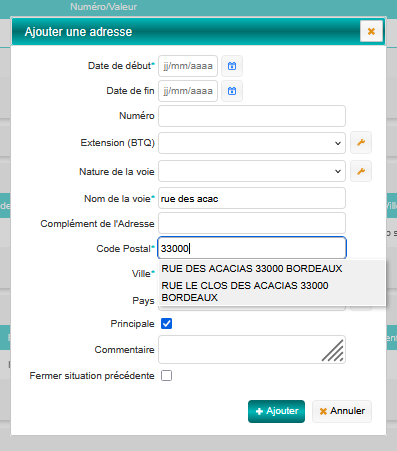 Numéro/Valeur
Ajouter une adresse
Date de début* jj/mm/aaaa
Date de fin jj/mm/aaaa
Numéro
Extension (BTQ)
Nature de la voie
Nom de la voie* rue des acac
Complément de l'Adresse
Code Postal* 33000
RUE DES ACACIAS 33000 BORDEAUX
RUE LE CLOS DES ACACIAS 33000
BORDEAUX
Ville*
Pays
Principale
Commentaire
Fermer situation précédente
Ajouter
Annuler